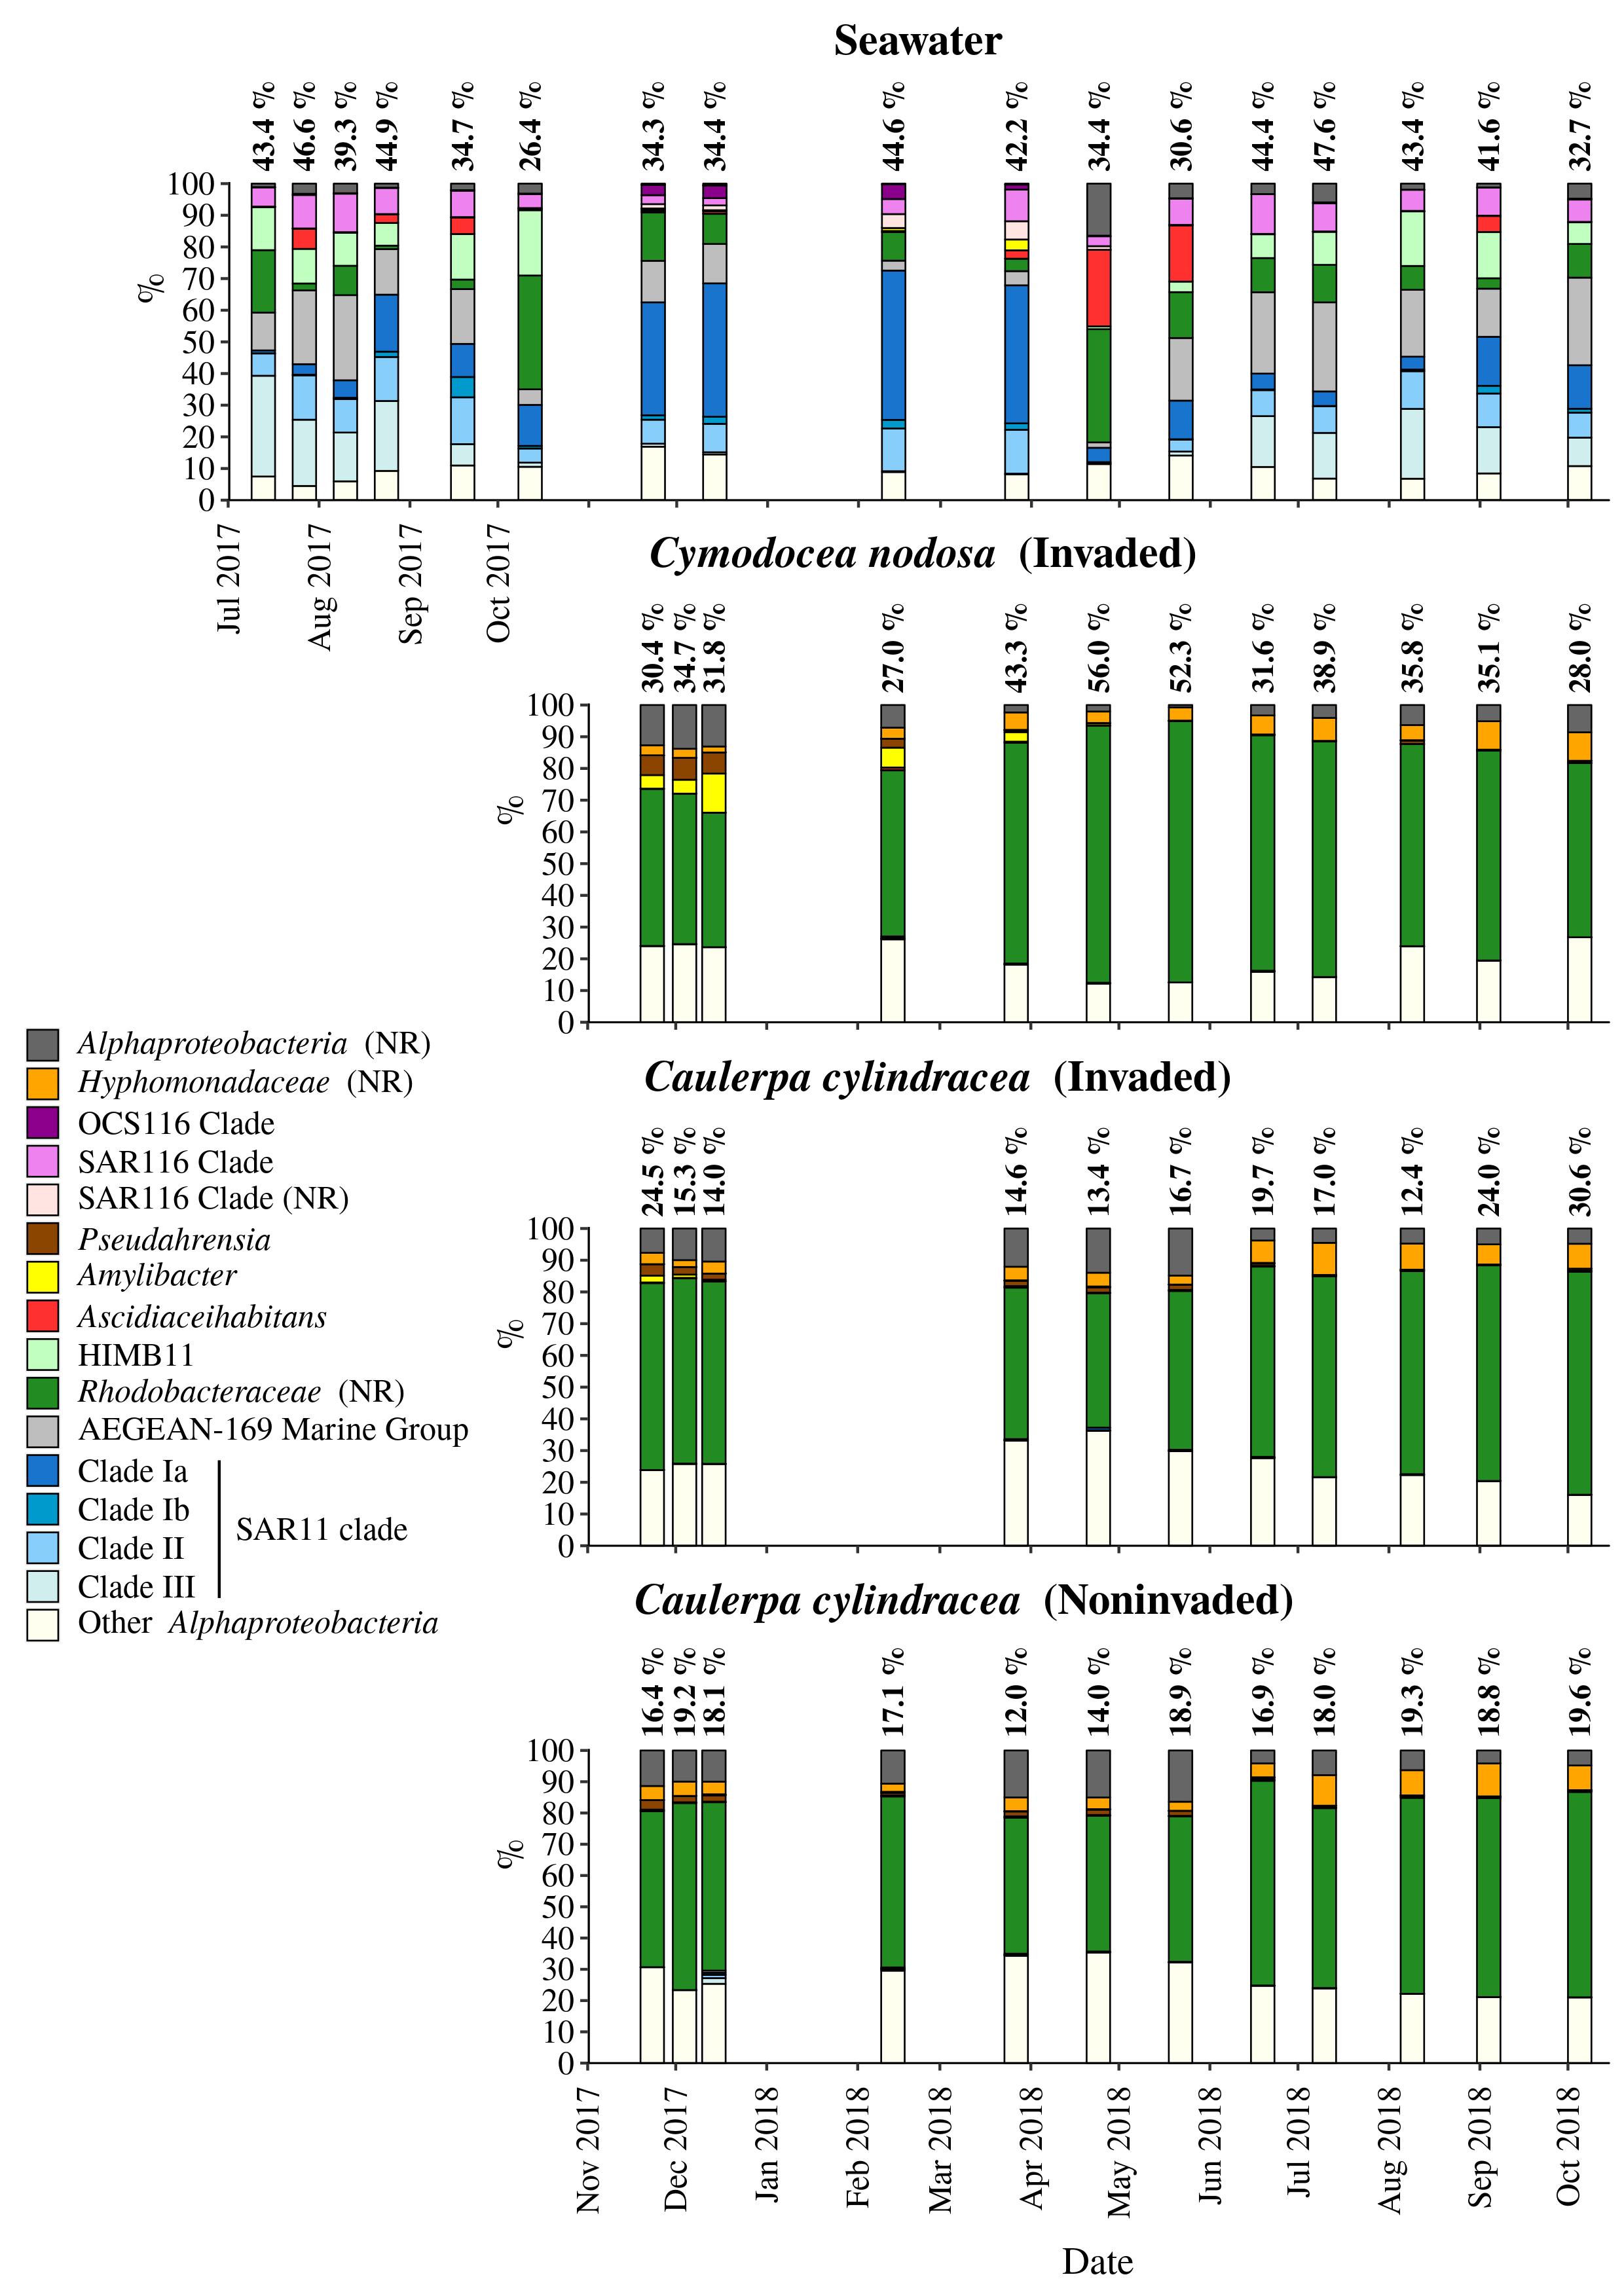 Seawater
43.4 % 46.6 % 39.3 % 44.9 % 34.7 % 26.4 % 34.3 % 34.4 % 44.6 % 42.2 % 34.4 % 30.6 % 44.4 % 47.6 % 43.4 % 41.6 % 32.7 %
100
90
80
70
60
50
40
30
20
10
0
%
Jul 2017 Aug 2017 Sep 2017 Oct 2017
Cymodocea nodosa (Invaded)
30.4 % 34.7 % 31.8 % 27.0 % 43.3 % 56.0 % 52.3 % 31.6 % 38.9 % 35.8 % 35.1 % 28.0 %
100
90
80
70
60
50
40
30
20
10
0
%
Alphaproteobacteria (NR)
Hyphomonadaceae (NR)
OCS116 Clade
SAR116 Clade
SAR116 Clade (NR)
Pseudahrensia
Amylibacter
Ascidiaceihabitans
HIMB11
Rhodobacteraceae (NR)
AEGEAN-169 Marine Group
Clade Ia
Clade Ib
Clade II
Clade III
SAR11 clade
Other Alphaproteobacteria
Caulerpa cylindracea (Invaded)
24.5 % 15.3 % 14.0 % 14.6 % 13.4 % 16.7 % 19.7 % 17.0 % 12.4 % 24.0 % 30.6 %
100
90
80
70
60
50
40
30
20
10
0
%
Caulerpa cylindracea (Noninvaded)
16.4 % 19.2 % 18.1 % 17.1 % 12.0 % 14.0 % 18.9 % 16.9 % 18.0 % 19.3 % 18.8 % 19.6 %
100
90
80
70
60
50
40
30
20
10
0
%
Nov 2017 Dec 2017 Jan 2018 Feb 2018 Mar 2018 Apr 2018 May 2018 Jun 2018 Jul 2018 Aug 2018 Sep 2018 Oct 2018
Date